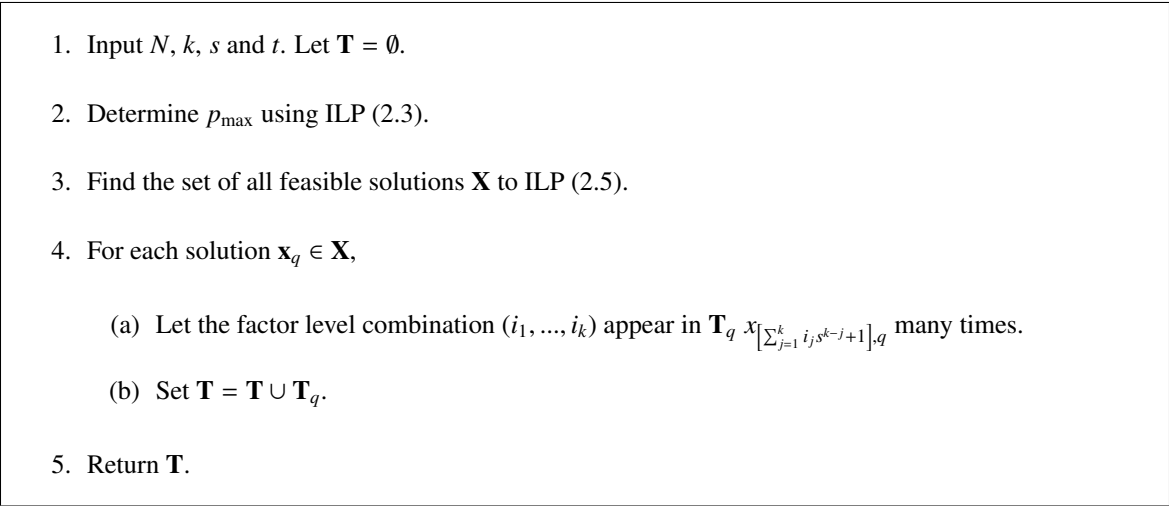 1. Input N, k, s and t. Let T = ∅.
2. Determine p_max using ILP (2.3).
3. Find the set of all feasible solutions X to ILP (2.5).
4. For each solution x_q ∈ X,
(a) Let the factor level combination (i_1, ..., i_k) appear in T_q x_{[∑_{j=1}^{k} i_j s^{k−j}+1],q} many times.
(b) Set T = T ∪ T_q.
5. Return T.